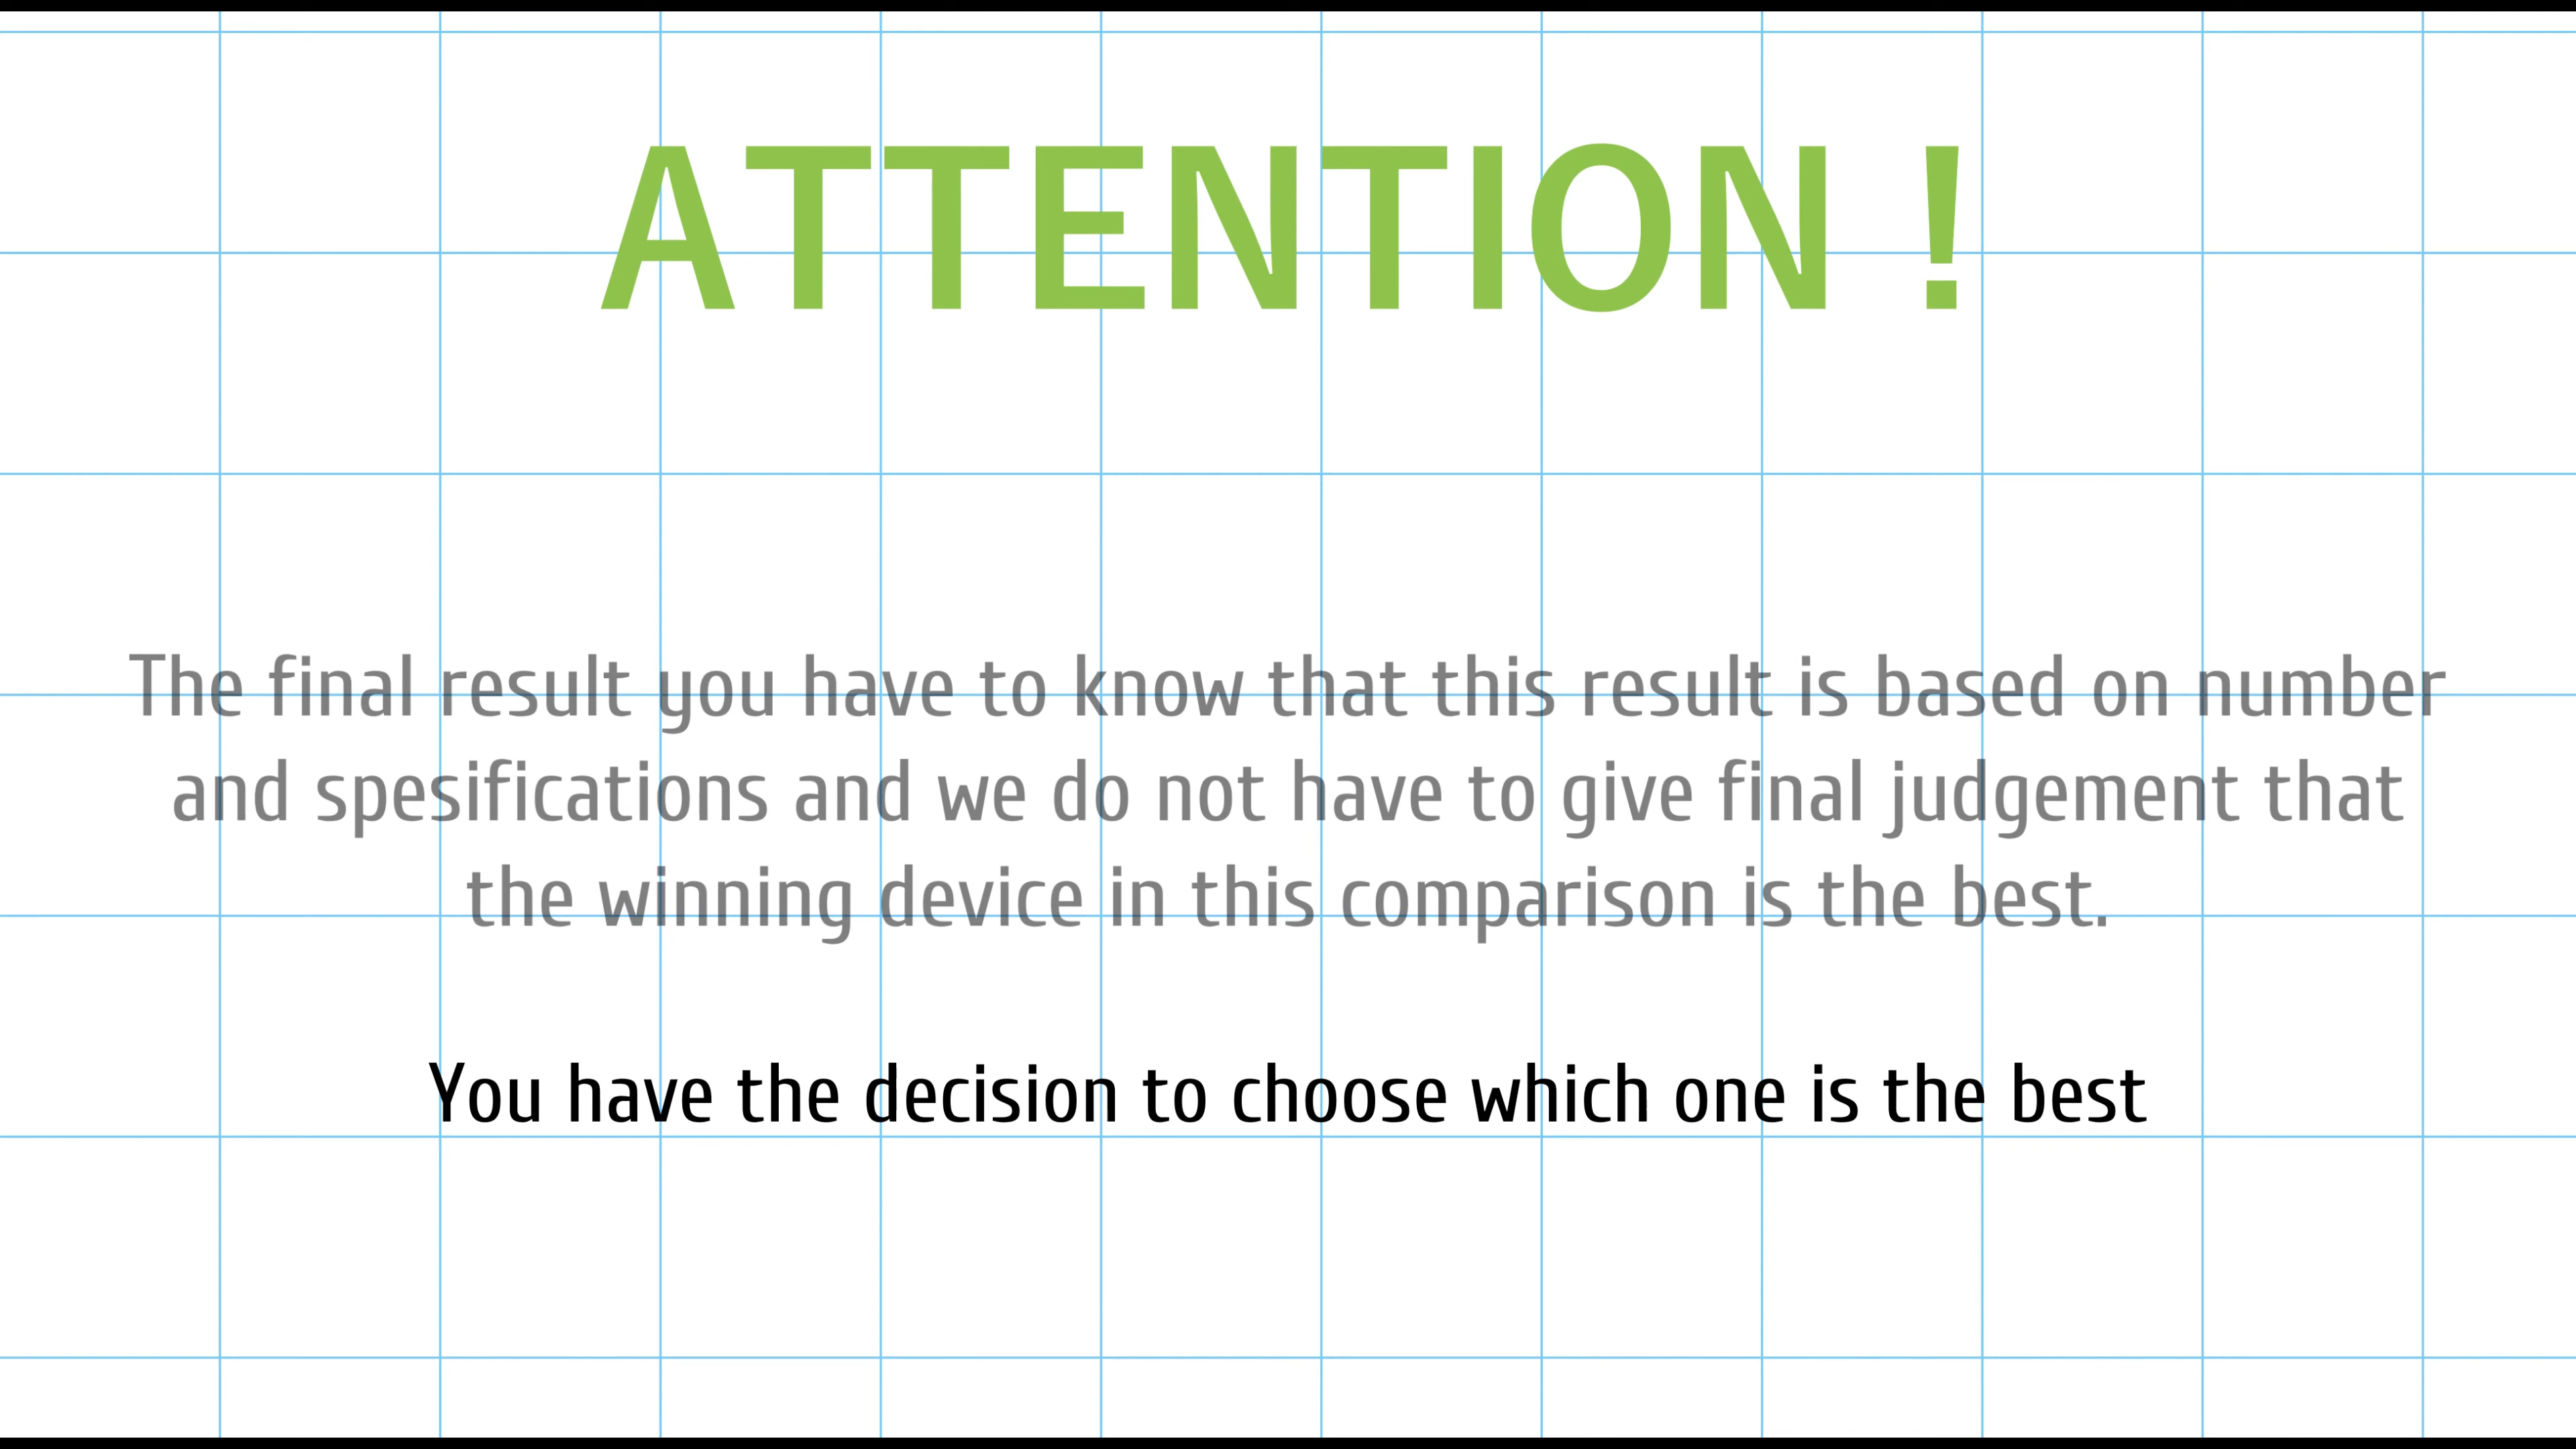 ATTENTION !
The final result you have to know that this result is based on number
and spesifications and we do not have to give final judgement that
the winning device in this comparison is the best.
You have the decision to choose which one is the best